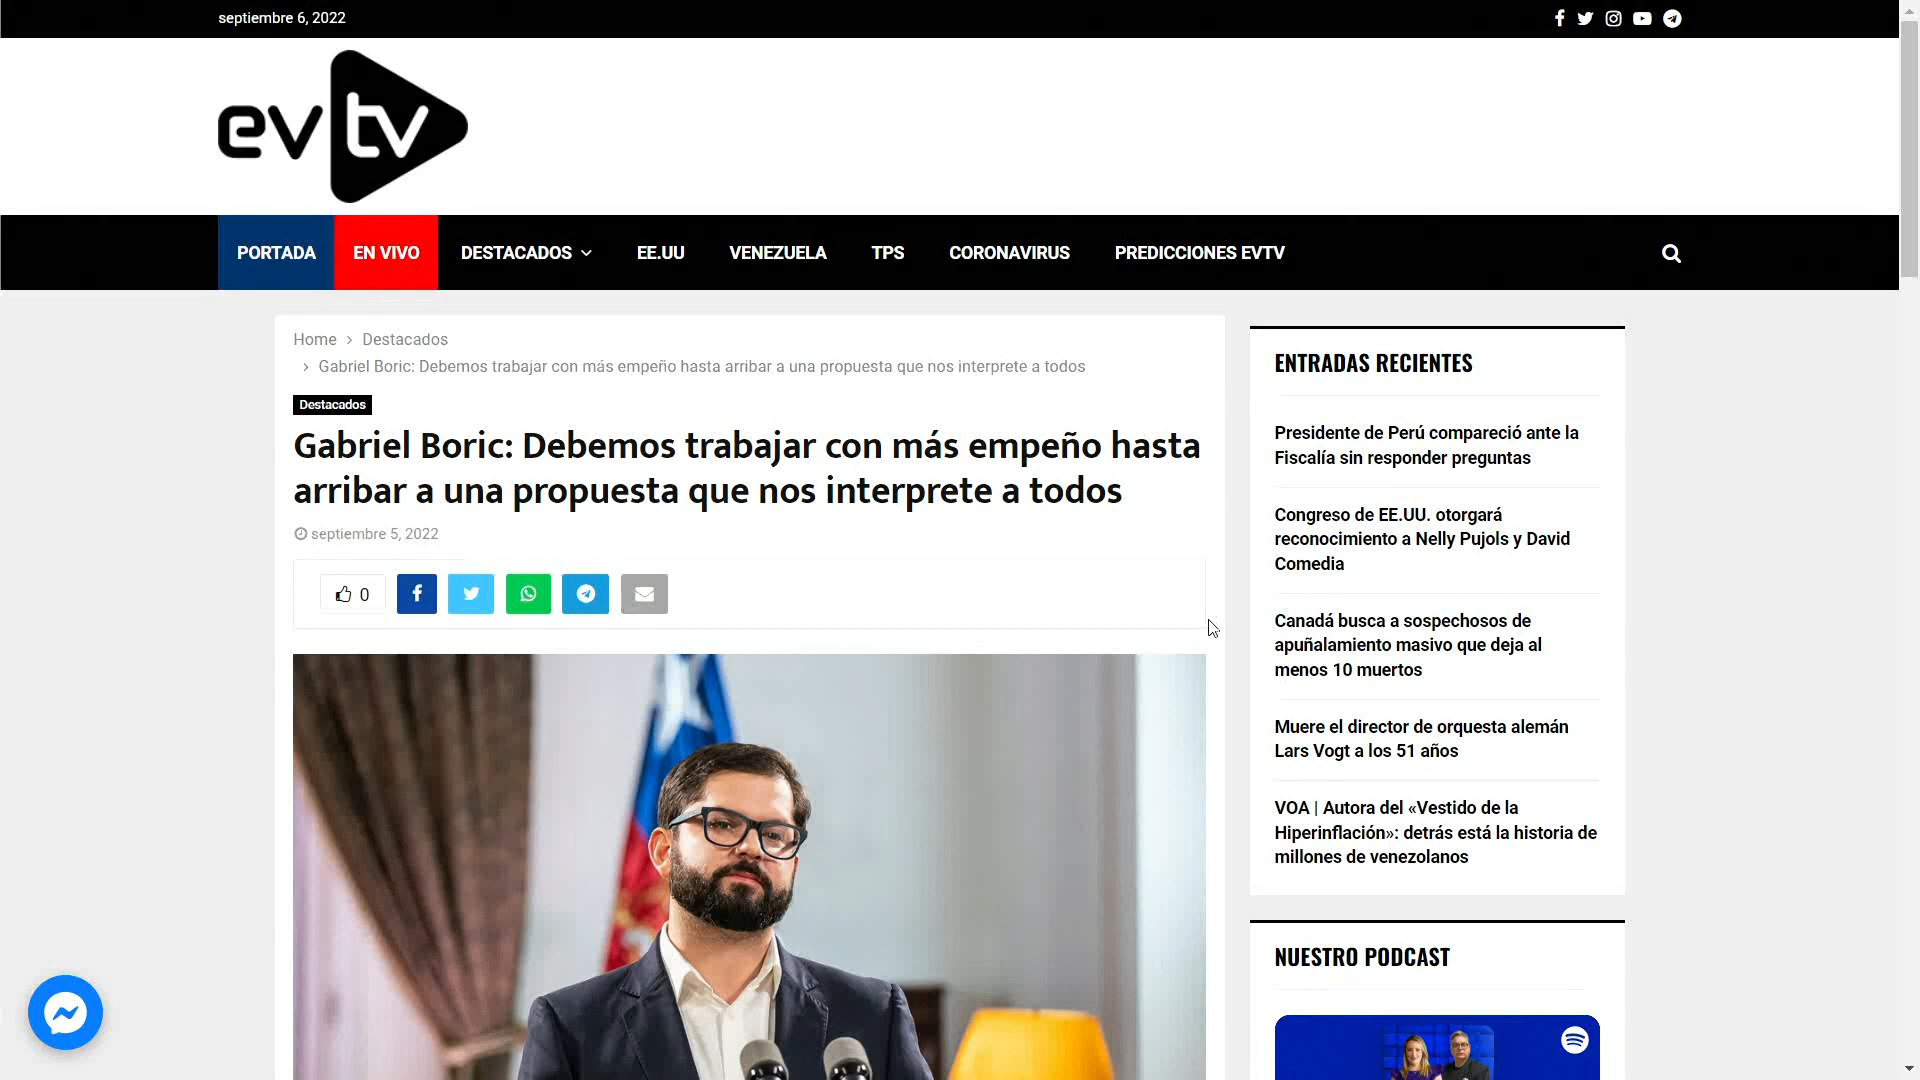 septiembre 6, 2022
evtv
PORTADA
EN VIVO
DESTACADOS
EE.UU
VENEZUELA
TPS
CORONAVIRUS
PREDICCIONES EVTV
Home > Destacados
> Gabriel Boric: Debemos trabajar con más empeño hasta arribar a una propuesta que nos interprete a todos
Destacados
Gabriel Boric: Debemos trabajar con más empeño hasta
arribar a una propuesta que nos interprete a todos
septiembre 5, 2022
0
ENTRADAS RECIENTES
Presidente de Perú compareció ante la
Fiscalía sin responder preguntas
Congreso de EE.UU. otorgará
reconocimiento a Nelly Pujols y David
Comedia
Canadá busca a sospechosos de
apuñalamiento masivo que deja al
menos 10 muertos
Muere el director de orquesta alemán
Lars Vogt a los 51 años
VOA | Autora del «Vestido de la
Hiperinflación»: detrás está la historia de
millones de venezolanos
NUESTRO PODCAST